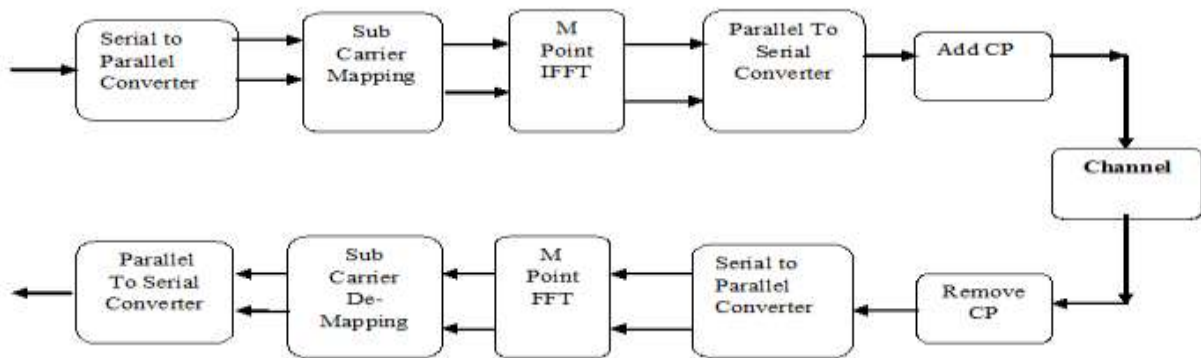 Serial to
Parallel
Converter
Sub
Carrier
Mapping
M
Point
IFFT
Parallel To
Serial
Converter
Add CP
Channel
Remove
CP
Serial to
Parallel
Converter
M
Point
FFT
Sub
Carrier
De-
Mapping
Parallel
To Serial
Converter